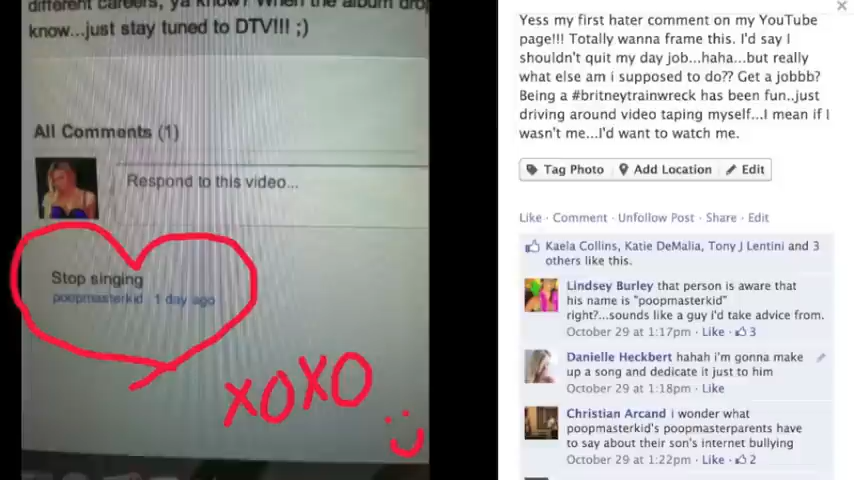 different careers, ya know? When the album drop
know...just stay tuned to DTV!!! ;)
All Comments (1)
Respond to this video...
Stop singing
poopmasterkid 1 day ago
XOXO
Yess my first hater comment on my YouTube
page!!! Totally wanna frame this. I'd say I
shouldn't quit my day job...haha...but really
what else am i supposed to do?? Get a jobbb?
Being a #britneytrainwreck has been fun..just
driving around video taping myself...I mean if I
wasn't me...I'd want to watch me.
Tag Photo Add Location Edit
Like · Comment · Unfollow Post · Share · Edit
Kaela Collins, Katie DeMalia, Tony J Lentini and 3
others like this.
Lindsey Burley that person is aware that
his name is "poopmasterkid"
right?...sounds like a guy i'd take advice from.
October 29 at 1:17pm · Like · 3
Danielle Heckbert hahah i'm gonna make
up a song and dedicate it just to him
October 29 at 1:18pm · Like
Christian Arcand i wonder what
poopmasterkid's poopmasterparents have
to say about their son's internet bullying
October 29 at 1:22pm · Like · 2